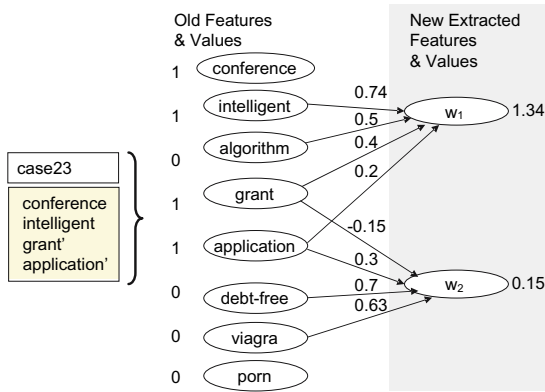 Old Features
& Values
New Extracted
Features
& Values
1 conference
1 intelligent
0 algorithm
1 grant
1 application
0 debt-free
0 viagra
0 porn
0.74
0.5
0.4
0.2
-0.15
0.3
0.7
0.63
w1 1.34
w2 0.15
case23
conference
intelligent
grant'
application'